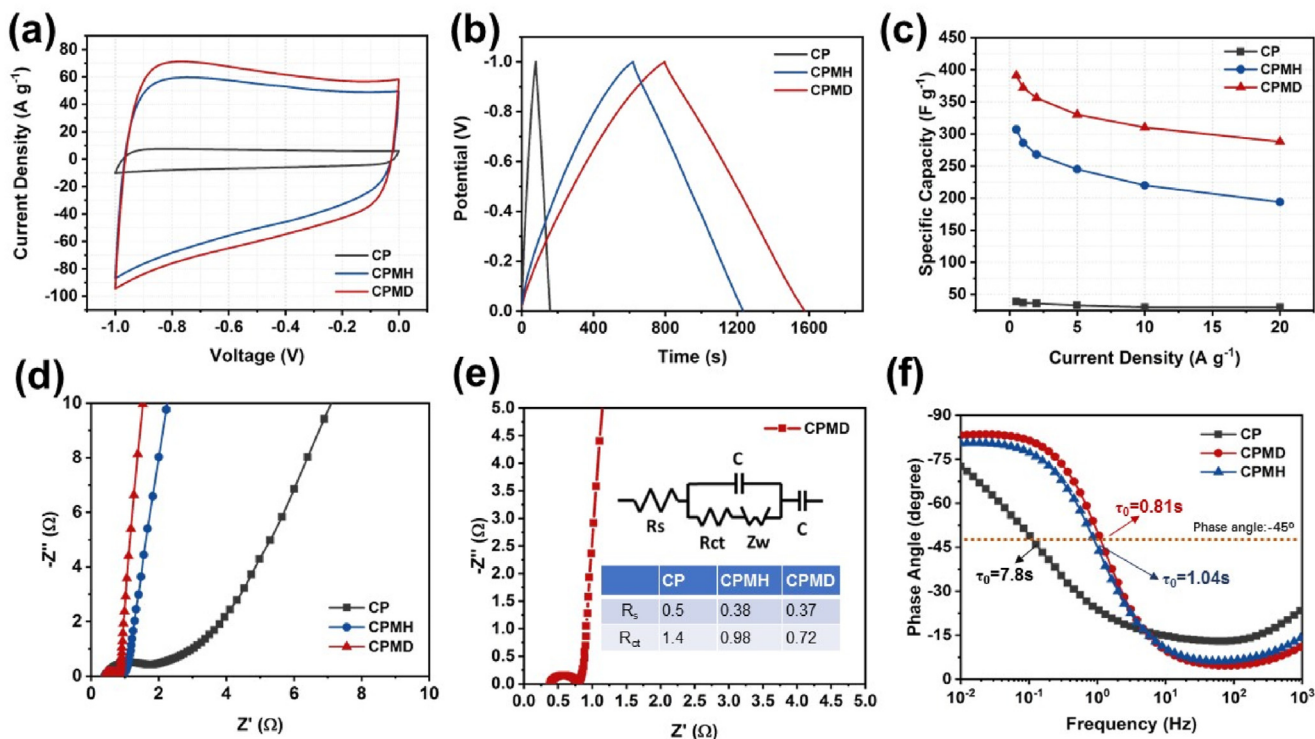 (a)
Current Density (A g⁻¹)
80
60
40
20
0
-20
-40
-60
-80
-100
CP
CPMH
CPMD
-1.0
-0.8
-0.6
-0.4
-0.2
0.0
Voltage (V)
(b)
Potential (V)
-1.0
-0.8
-0.6
-0.4
-0.2
0.0
CP
CPMH
CPMD
0
400
800
1200
1600
Time (s)
(c)
Specific Capacity (F g⁻¹)
450
400
350
300
250
200
150
100
50
CP
CPMH
CPMD
0
5
10
15
20
Current Density (A g⁻¹)
(d)
-Z'' (Ω)
10
8
6
4
2
0
CP
CPMH
CPMD
0
2
4
6
8
10
Z' (Ω)
(e)
-Z'' (Ω)
5.0
4.5
4.0
3.5
3.0
2.5
2.0
1.5
1.0
0.5
0.0
CPMD
C
Rs
Rct
Zw
C
CP CPMH CPMD
Rs 0.5 0.38 0.37
Rct 1.4 0.98 0.72
0.0
0.5
1.0
1.5
2.0
2.5
3.0
3.5
4.0
4.5
5.0
Z' (Ω)
(f)
Phase Angle (degree)
-90
-75
-60
-45
-30
-15
0
CP
CPMD
CPMH
τ₀=0.81s
Phase angle:-45°
τ₀=7.8s
τ₀=1.04s
10⁻²
10⁻¹
10⁰
10¹
10²
10³
Frequency (Hz)